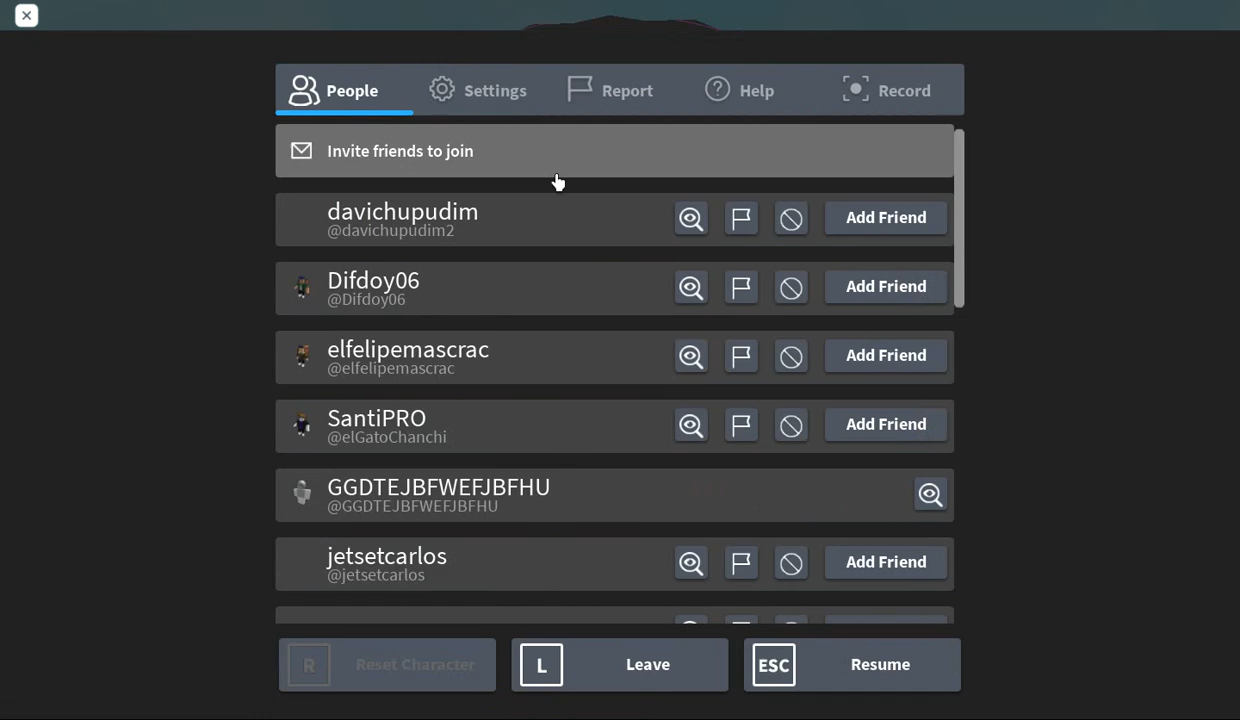 People
Settings
Report
Help
Record
Invite friends to join
davichupudim
@davichupudim2
Add Friend
Difdoy06
@Difdoy06
Add Friend
elfelipemascrac
@elfelipemascrac
Add Friend
SantiPRO
@elGatoChanchi
Add Friend
GGDTEJBFWEFJBFHU
@GGDTEJBFWEFJBFHU
jetsetcarlos
@jetsetcarlos
Add Friend
R Reset Character
L Leave
ESC Resume